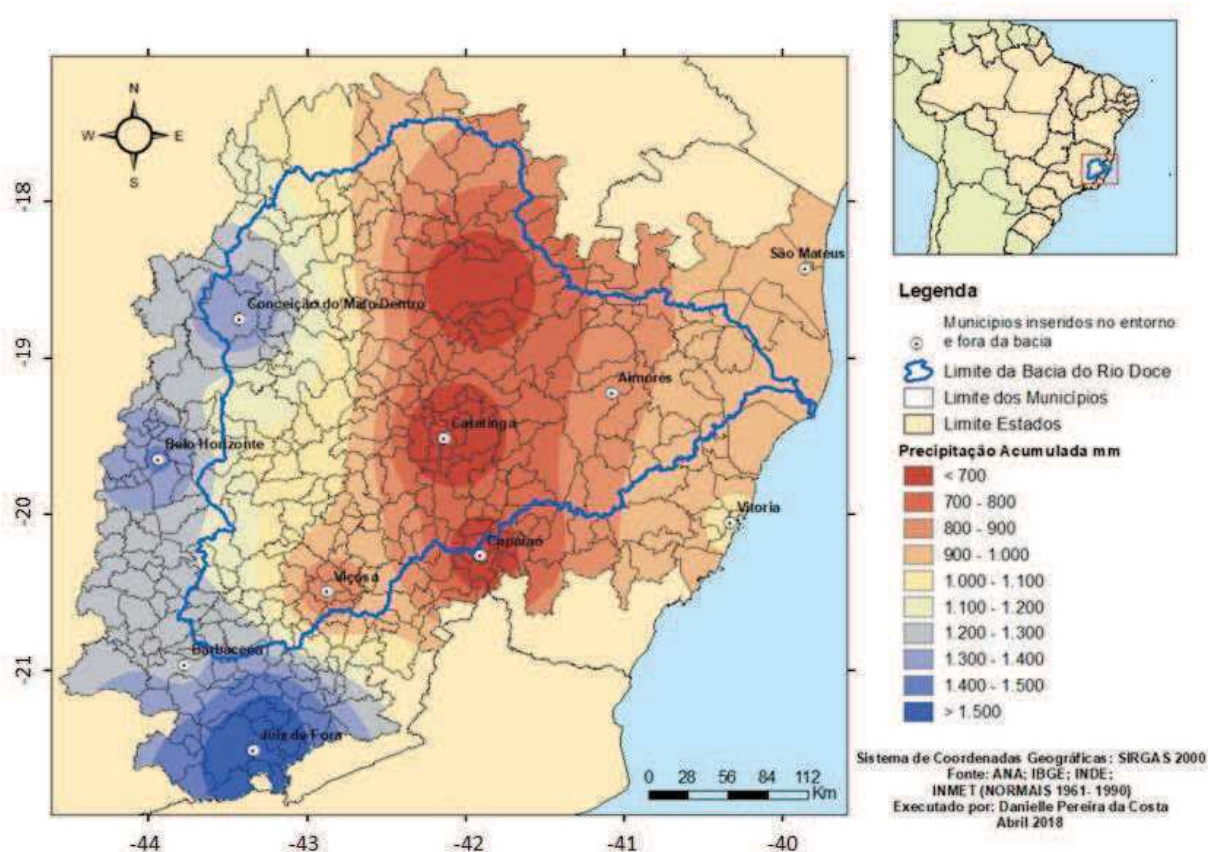 N
W
E
S
-18
-19
-20
-21
-44
-43
-42
-41
-40
São Mateus
Conceição do Mato Dentro
Aimores
Caratinga
Belo Horizonte
Vitoria
Caparao
Viçosa
Barbacena
Juiz de Fora
0 28 56 84 112
Km
Legenda
Municípios inseridos no entorno
e fora da bacia
Limite da Bacia do Rio Doce
Limite dos Municípios
Limite Estados
Precipitação Acumulada mm
< 700
700 - 800
800 - 900
900 - 1.000
1.000 - 1.100
1.100 - 1.200
1.200 - 1.300
1.300 - 1.400
1.400 - 1.500
> 1.500
Sistema de Coordenadas Geográficas: SIRGAS 2000
Fonte: ANA; IBGE; INDE;
INMET (NORMAIS 1961- 1990)
Executado por: Danielle Pereira da Costa
Abril 2018